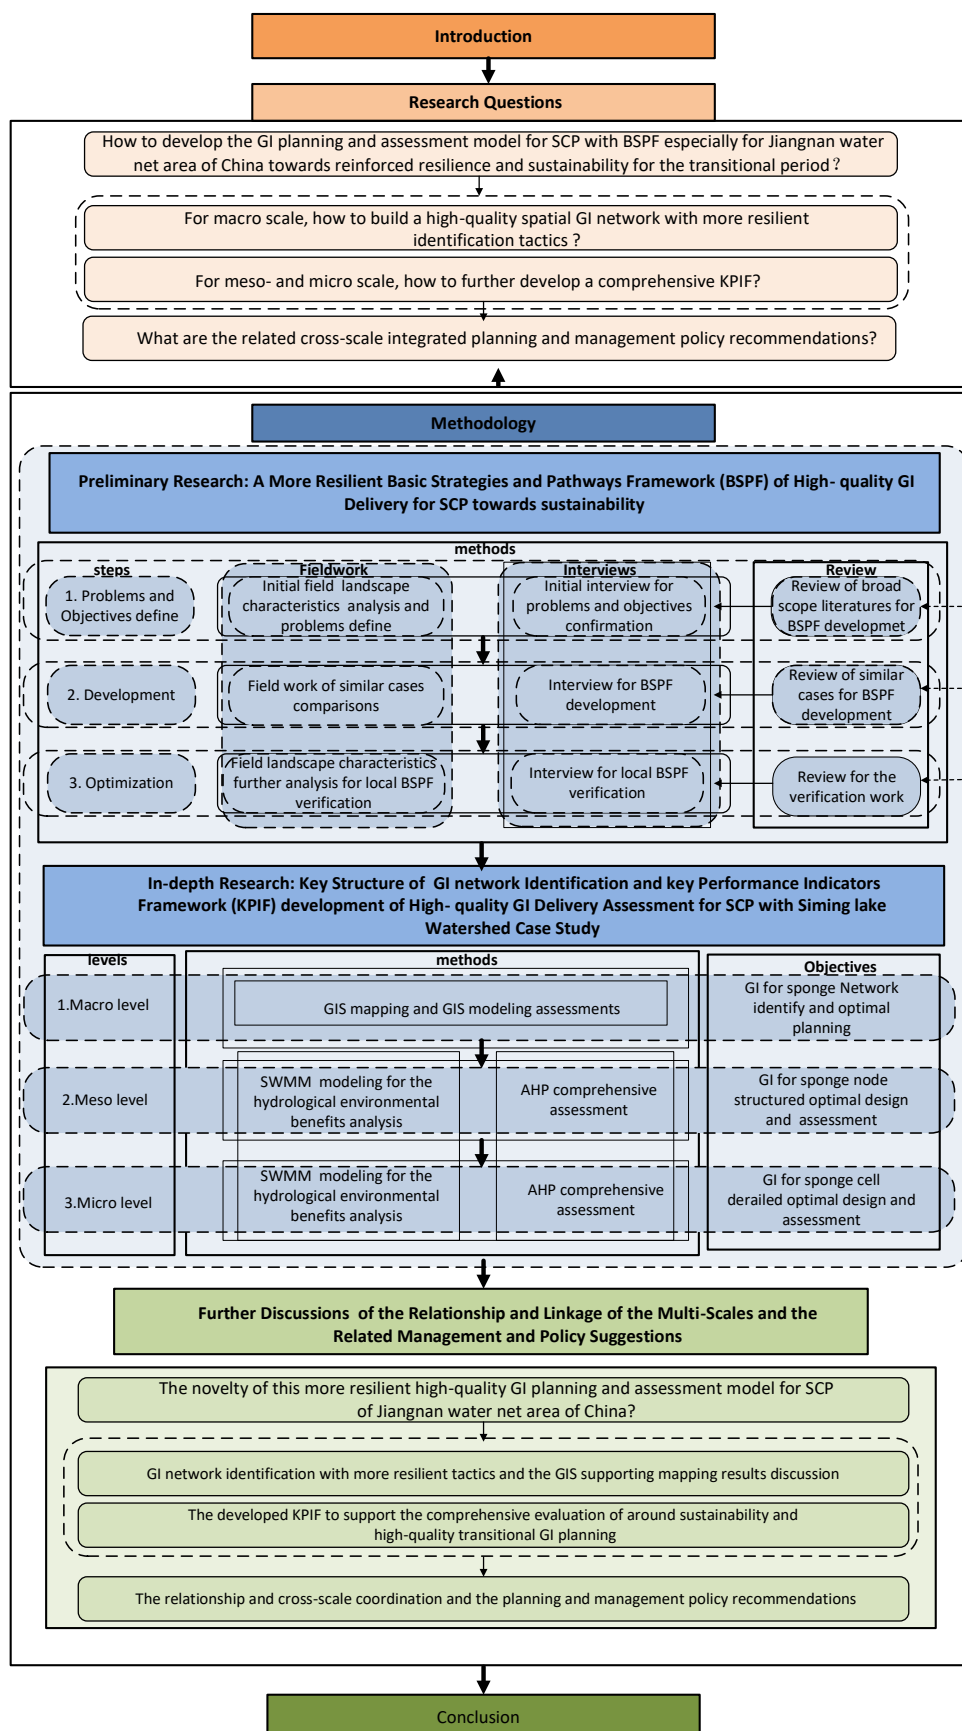 Introduction
Research Questions
How to develop the GI planning and assessment model for SCP with BSPF especially for Jiangnan water
net area of China towards reinforced resilience and sustainability for the transitional period？
For macro scale, how to build a high-quality spatial GI network with more resilient
identification tactics ?
For meso- and micro scale, how to further develop a comprehensive KPIF?
What are the related cross-scale integrated planning and management policy recommendations?
Methodology
Preliminary Research: A More Resilient Basic Strategies and Pathways Framework (BSPF) of High- quality GI
Delivery for SCP towards sustainability
methods
steps
Fieldwork
Interviews
Review
1. Problems and
Objectives define
Initial field landscape
characteristics analysis and
problems define
Initial interview for
problems and objectives
confirmation
Review of broad
scope literatures for
BSPF developmet
2. Development
Field work of similar cases
comparisons
Interview for BSPF
development
Review of similar
cases for BSPF
development
3. Optimization
Field landscape characteristics
further analysis for local BSPF
verification
Interview for local BSPF
verification
Review for the
verification work
In-depth Research: Key Structure of GI network Identification and key Performance Indicators
Framework (KPIF) development of High- quality GI Delivery Assessment for SCP with Siming lake
Watershed Case Study
levels
methods
Objectives
1.Macro level
GIS mapping and GIS modeling assessments
GI for sponge Network
identify and optimal
planning
2.Meso level
SWMM modeling for the
hydrological environmental
benefits analysis
AHP comprehensive
assessment
GI for sponge node
structured optimal design
and assessment
3.Micro level
SWMM modeling for the
hydrological environmental
benefits analysis
AHP comprehensive
assessment
GI for sponge cell
derailed optimal design and
assessment
Further Discussions of the Relationship and Linkage of the Multi-Scales and the
Related Management and Policy Suggestions
The novelty of this more resilient high-quality GI planning and assessment model for SCP
of Jiangnan water net area of China?
GI network identification with more resilient tactics and the GIS supporting mapping results discussion
The developed KPIF to support the comprehensive evaluation of around sustainability and
high-quality transitional GI planning
The relationship and cross-scale coordination and the planning and management policy recommendations
Conclusion